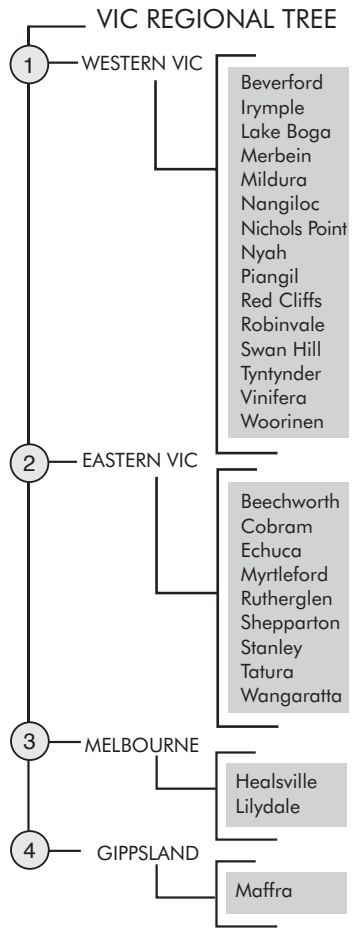 VIC REGIONAL TREE
1
WESTERN VIC
Beverford
Irymple
Lake Boga
Merbein
Mildura
Nangiloc
Nichols Point
Nyah
Piangil
Red Cliffs
Robinvale
Swan Hill
Tyntynder
Vinifera
Woorinen
2
EASTERN VIC
Beechworth
Cobram
Echuca
Myrtleford
Rutherglen
Shepparton
Stanley
Tatura
Wangaratta
3
MELBOURNE
Healsville
Lilydale
4
GIPPSLAND
Maffra